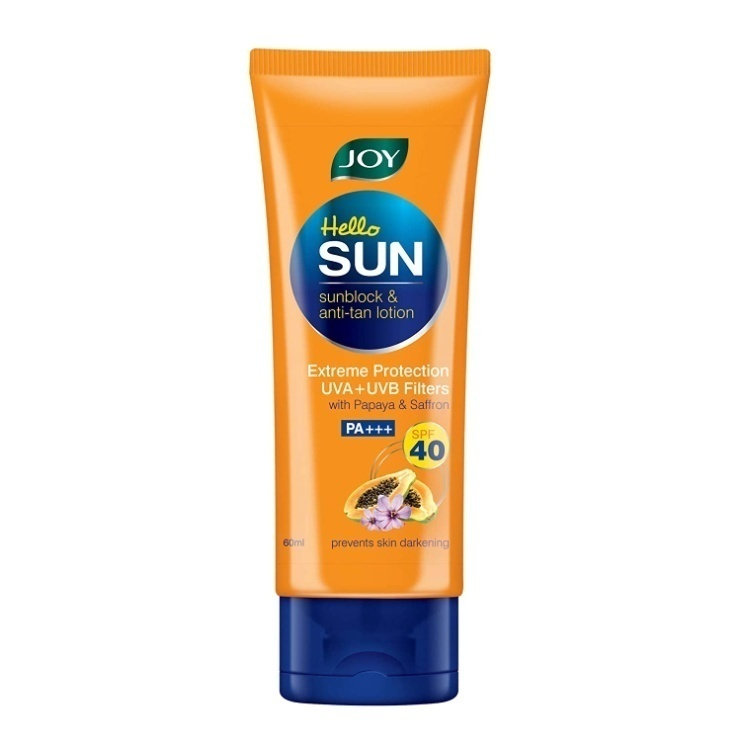 JOY
Hello
SUN
sunblock &
anti-tan lotion
Extreme Protection
UVA+UVB Filters
with Papaya & Saffron
PA+++
SPF
40
60ml
prevents skin darkening